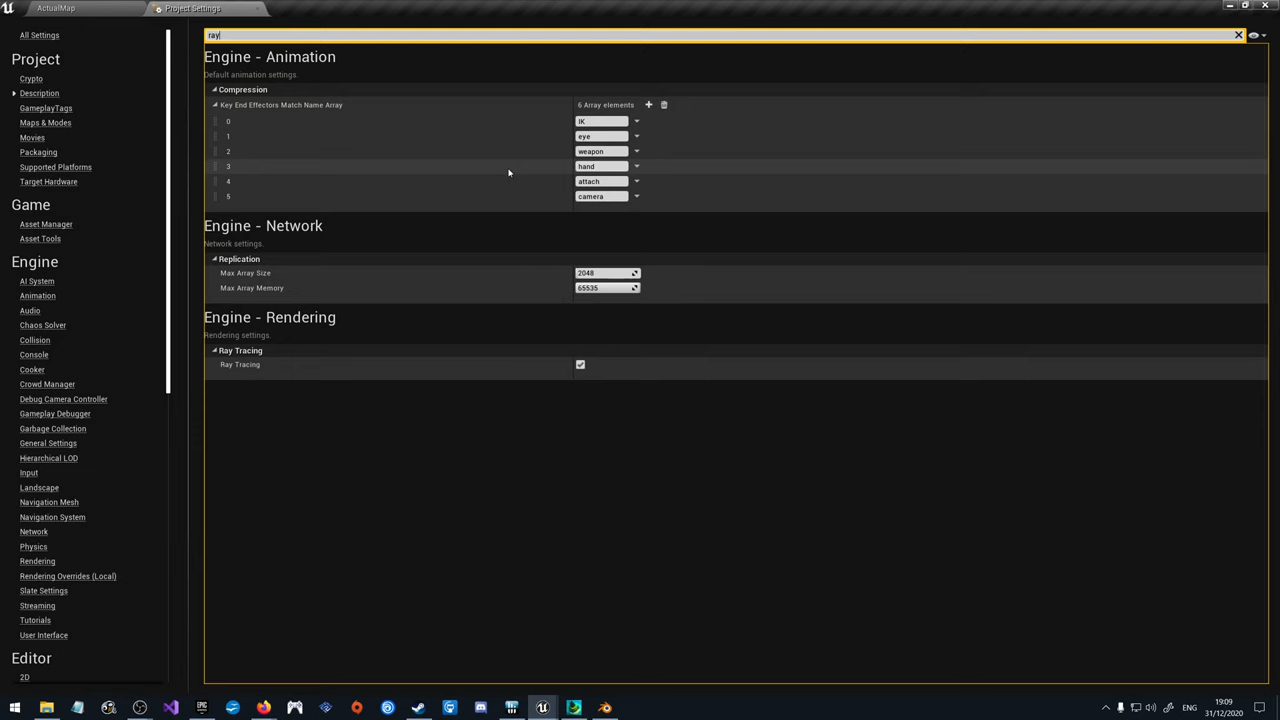 ActualMap
Project Settings
All Settings
Project
Crypto
Description
GameplayTags
Maps & Modes
Movies
Packaging
Supported Platforms
Target Hardware
Game
Asset Manager
Asset Tools
Engine
AI System
Animation
Audio
Chaos Solver
Collision
Console
Cooker
Crowd Manager
Debug Camera Controller
Gameplay Debugger
Garbage Collection
General Settings
Hierarchical LOD
Input
Landscape
Navigation Mesh
Navigation System
Network
Physics
Rendering
Rendering Overrides (Local)
Slate Settings
Streaming
Tutorials
User Interface
Editor
2D
ray
Engine - Animation
Default animation settings.
Compression
Key End Effectors Match Name Array 6 Array elements
0 IK
1 eye
2 weapon
3 hand
4 attach
5 camera
Engine - Network
Network settings.
Replication
Max Array Size 2048
Max Array Memory 65535
Engine - Rendering
Rendering settings.
Ray Tracing
Ray Tracing
ENG
19:09
31/12/2020